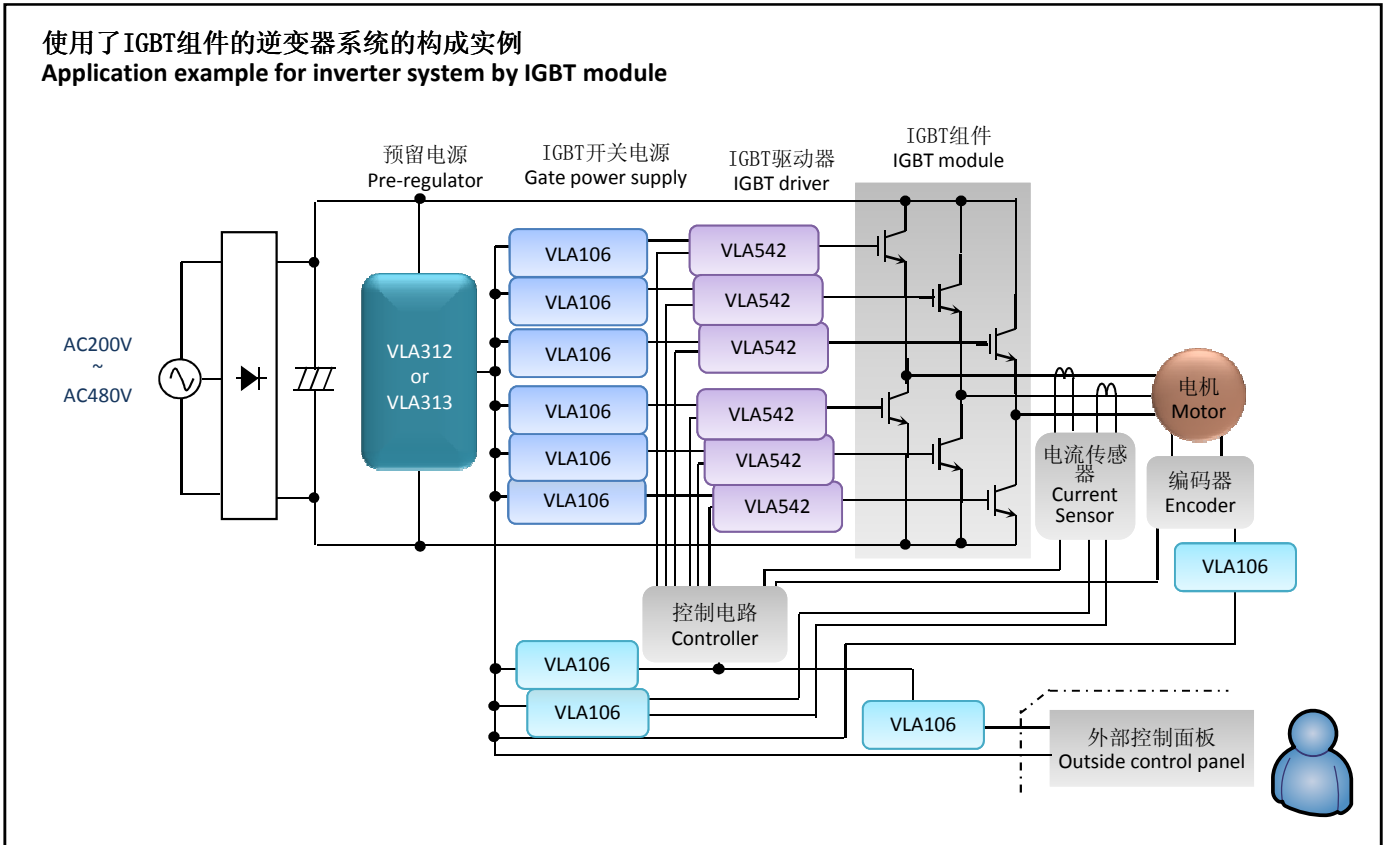 使用了IGBT组件的逆变器系统的构成实例
Application example for inverter system by IGBT module
预留电源
Pre-regulator
IGBT开关电源
Gate power supply
IGBT驱动器
IGBT driver
IGBT组件
IGBT module
AC200V
~
AC480V
VLA312
or
VLA313
VLA106
VLA106
VLA106
VLA106
VLA106
VLA106
VLA542
VLA542
VLA542
VLA542
VLA542
VLA542
电机
Motor
电流传感
器
Current
Sensor
编码器
Encoder
VLA106
控制电路
Controller
VLA106
VLA106
VLA106
外部控制面板
Outside control panel